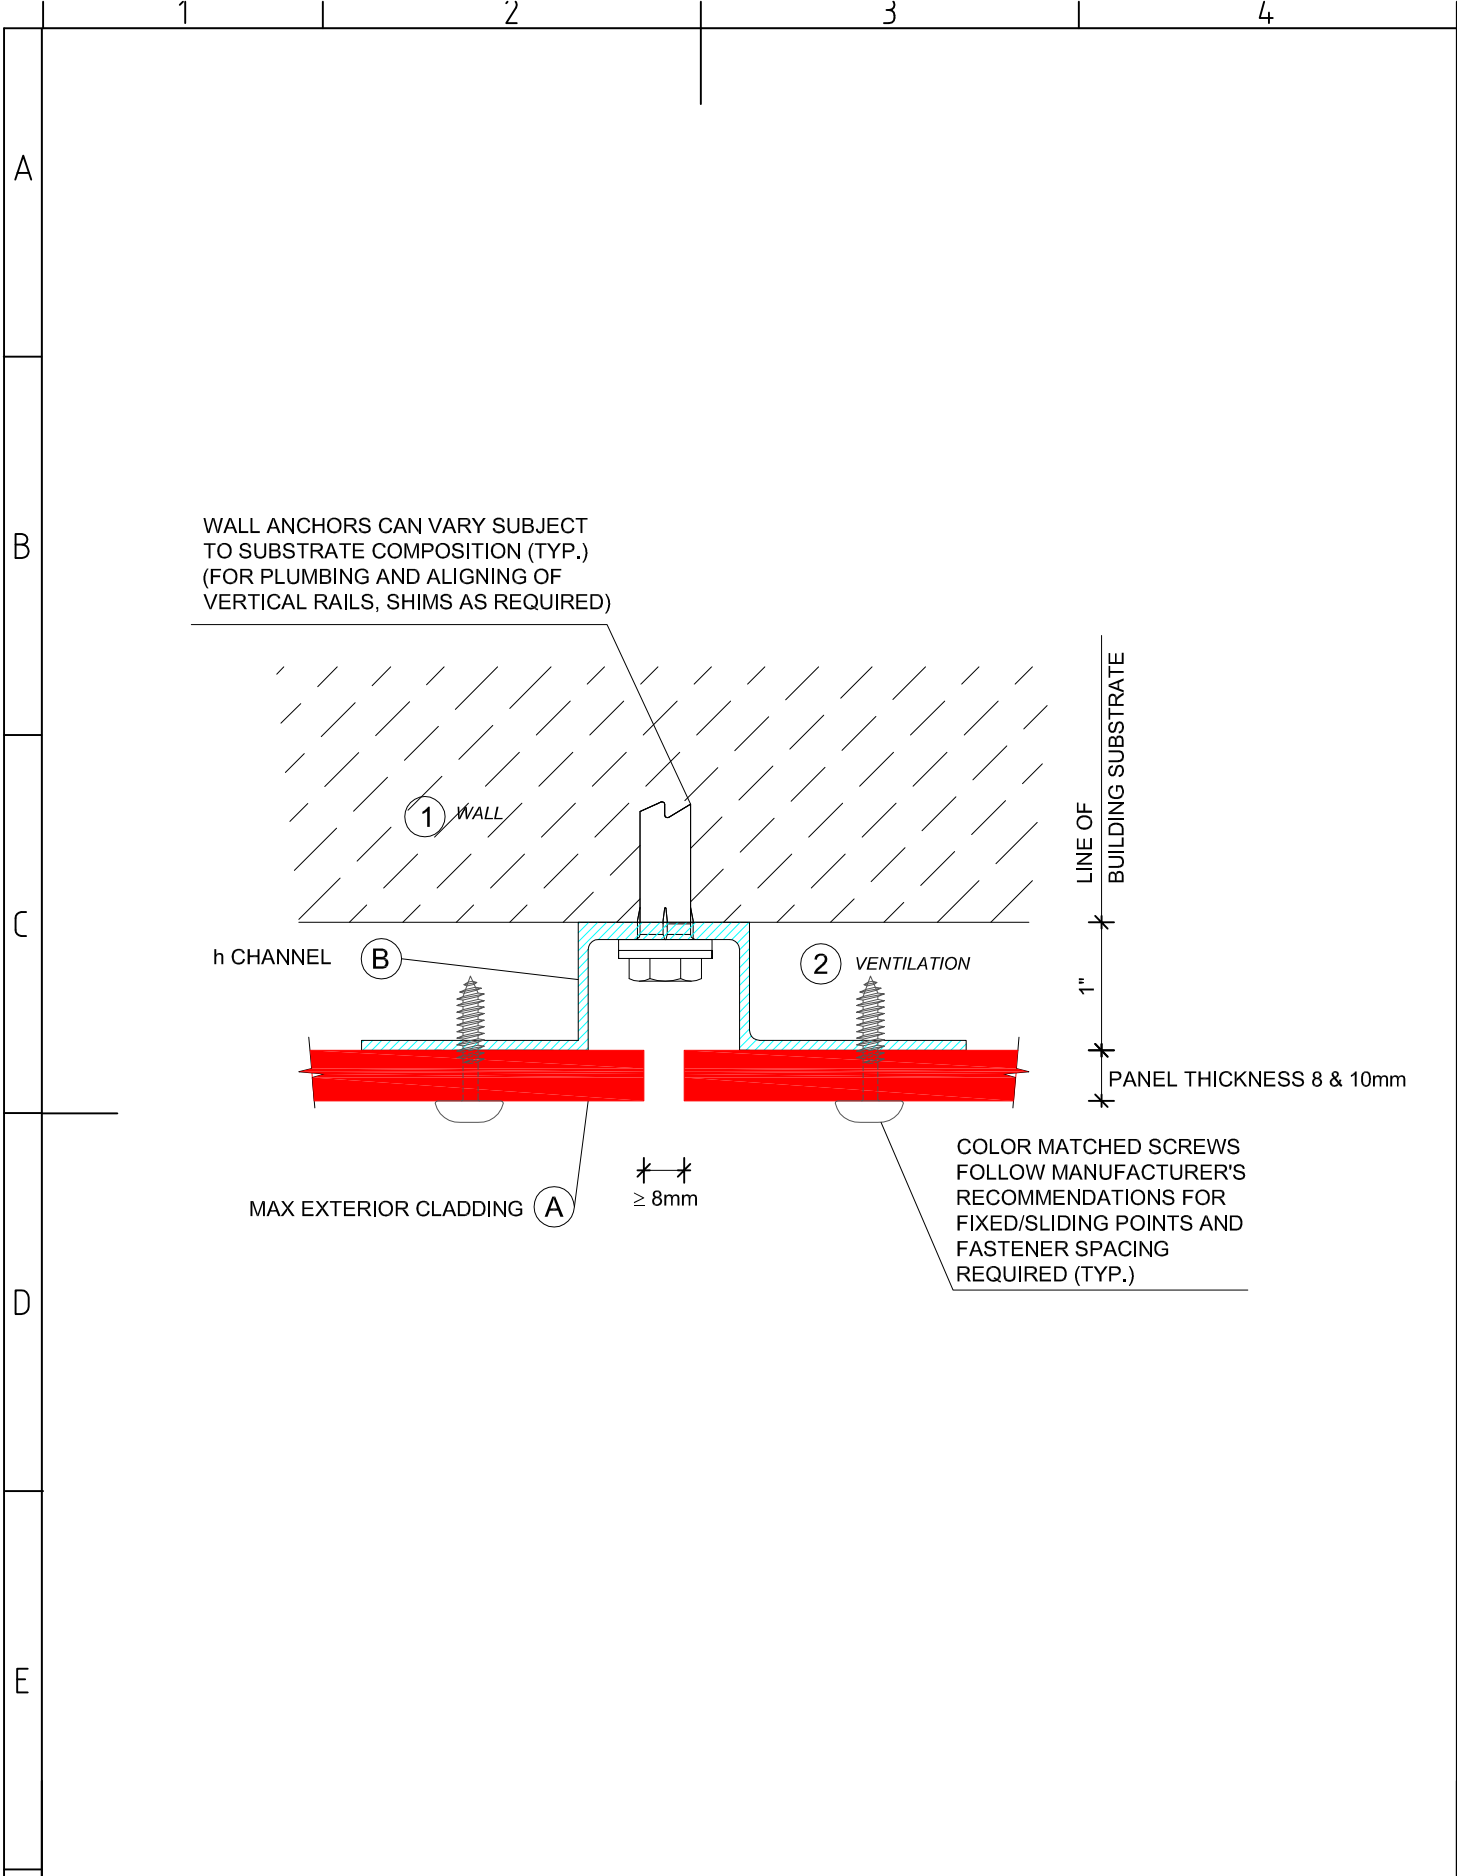 1 2 3 4
A
B
C
D
E
WALL ANCHORS CAN VARY SUBJECT
TO SUBSTRATE COMPOSITION (TYP.)
(FOR PLUMBING AND ALIGNING OF
VERTICAL RAILS, SHIMS AS REQUIRED)
LINE OF
BUILDING SUBSTRATE
1 WALL
h CHANNEL B
2 VENTILATION
1"
PANEL THICKNESS 8 & 10mm
MAX EXTERIOR CLADDING A
≥ 8mm
COLOR MATCHED SCREWS
FOLLOW MANUFACTURER'S
RECOMMENDATIONS FOR
FIXED/SLIDING POINTS AND
FASTENER SPACING
REQUIRED (TYP.)